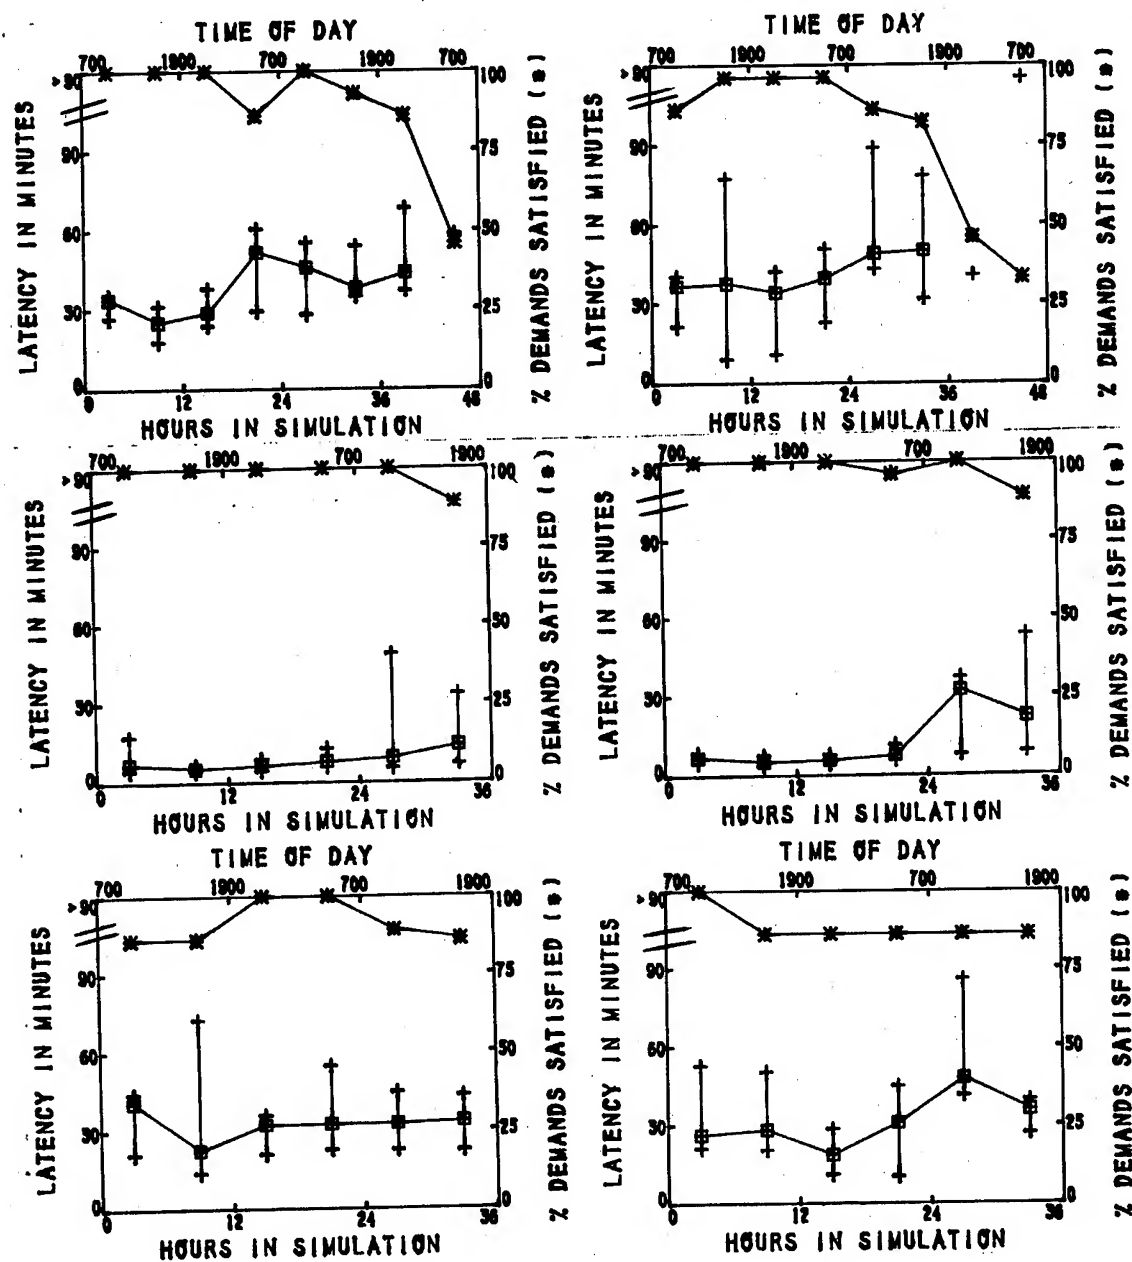 TIME OF DAY
700 1900 700 1900 700
> 90 100
90 75
60 50
30 25
0 0
0 12 24 36 48
LATENCY IN MINUTES
% DEMANDS SATISFIED (*)
HOURS IN SIMULATION
TIME OF DAY
700 1900 700 1900 700
> 90 100
90 75
60 50
30 25
0 0
0 12 24 36 48
LATENCY IN MINUTES
% DEMANDS SATISFIED (*)
HOURS IN SIMULATION
700 1900 700 1900
> 90 100
90 75
60 50
30 25
0 0
0 12 24 36
LATENCY IN MINUTES
% DEMANDS SATISFIED (*)
HOURS IN SIMULATION
700 1900 700 1900
> 90 100
90 75
60 50
30 25
0 0
0 12 24 36
LATENCY IN MINUTES
% DEMANDS SATISFIED (*)
HOURS IN SIMULATION
TIME OF DAY
700 1900 700 1900
> 90 100
90 75
60 50
30 25
0 0
0 12 24 36
LATENCY IN MINUTES
% DEMANDS SATISFIED (*)
HOURS IN SIMULATION
TIME OF DAY
700 1900 700 1900
> 90 100
90 75
60 50
30 25
0 0
0 12 24 36
LATENCY IN MINUTES
% DEMANDS SATISFIED (*)
HOURS IN SIMULATION